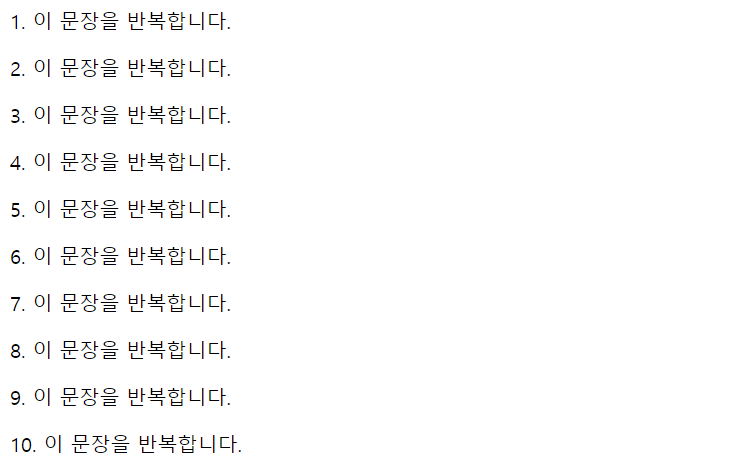 1. 이 문장을 반복합니다.
2. 이 문장을 반복합니다.
3. 이 문장을 반복합니다.
4. 이 문장을 반복합니다.
5. 이 문장을 반복합니다.
6. 이 문장을 반복합니다.
7. 이 문장을 반복합니다.
8. 이 문장을 반복합니다.
9. 이 문장을 반복합니다.
10. 이 문장을 반복합니다.